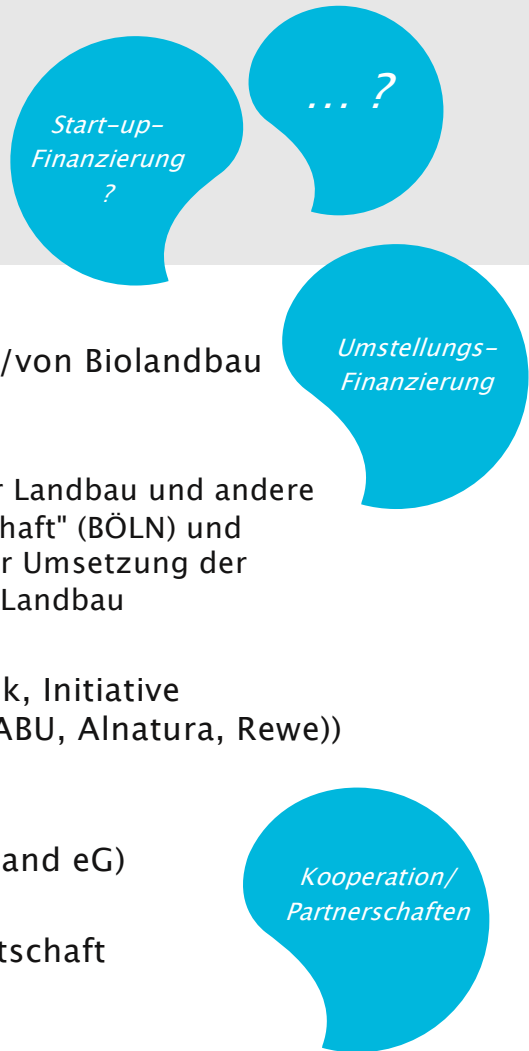 ... ?
Start-up-
Finanzierung
?
Umstellungs-
Finanzierung
/von Biolandbau
r Landbau und andere
haft" (BÖLN) und
r Umsetzung der
Landbau
k, Initiative
ABU, Alnatura, Rewe))
and eG)
Kooperation/
Partnerschaften
tschaft